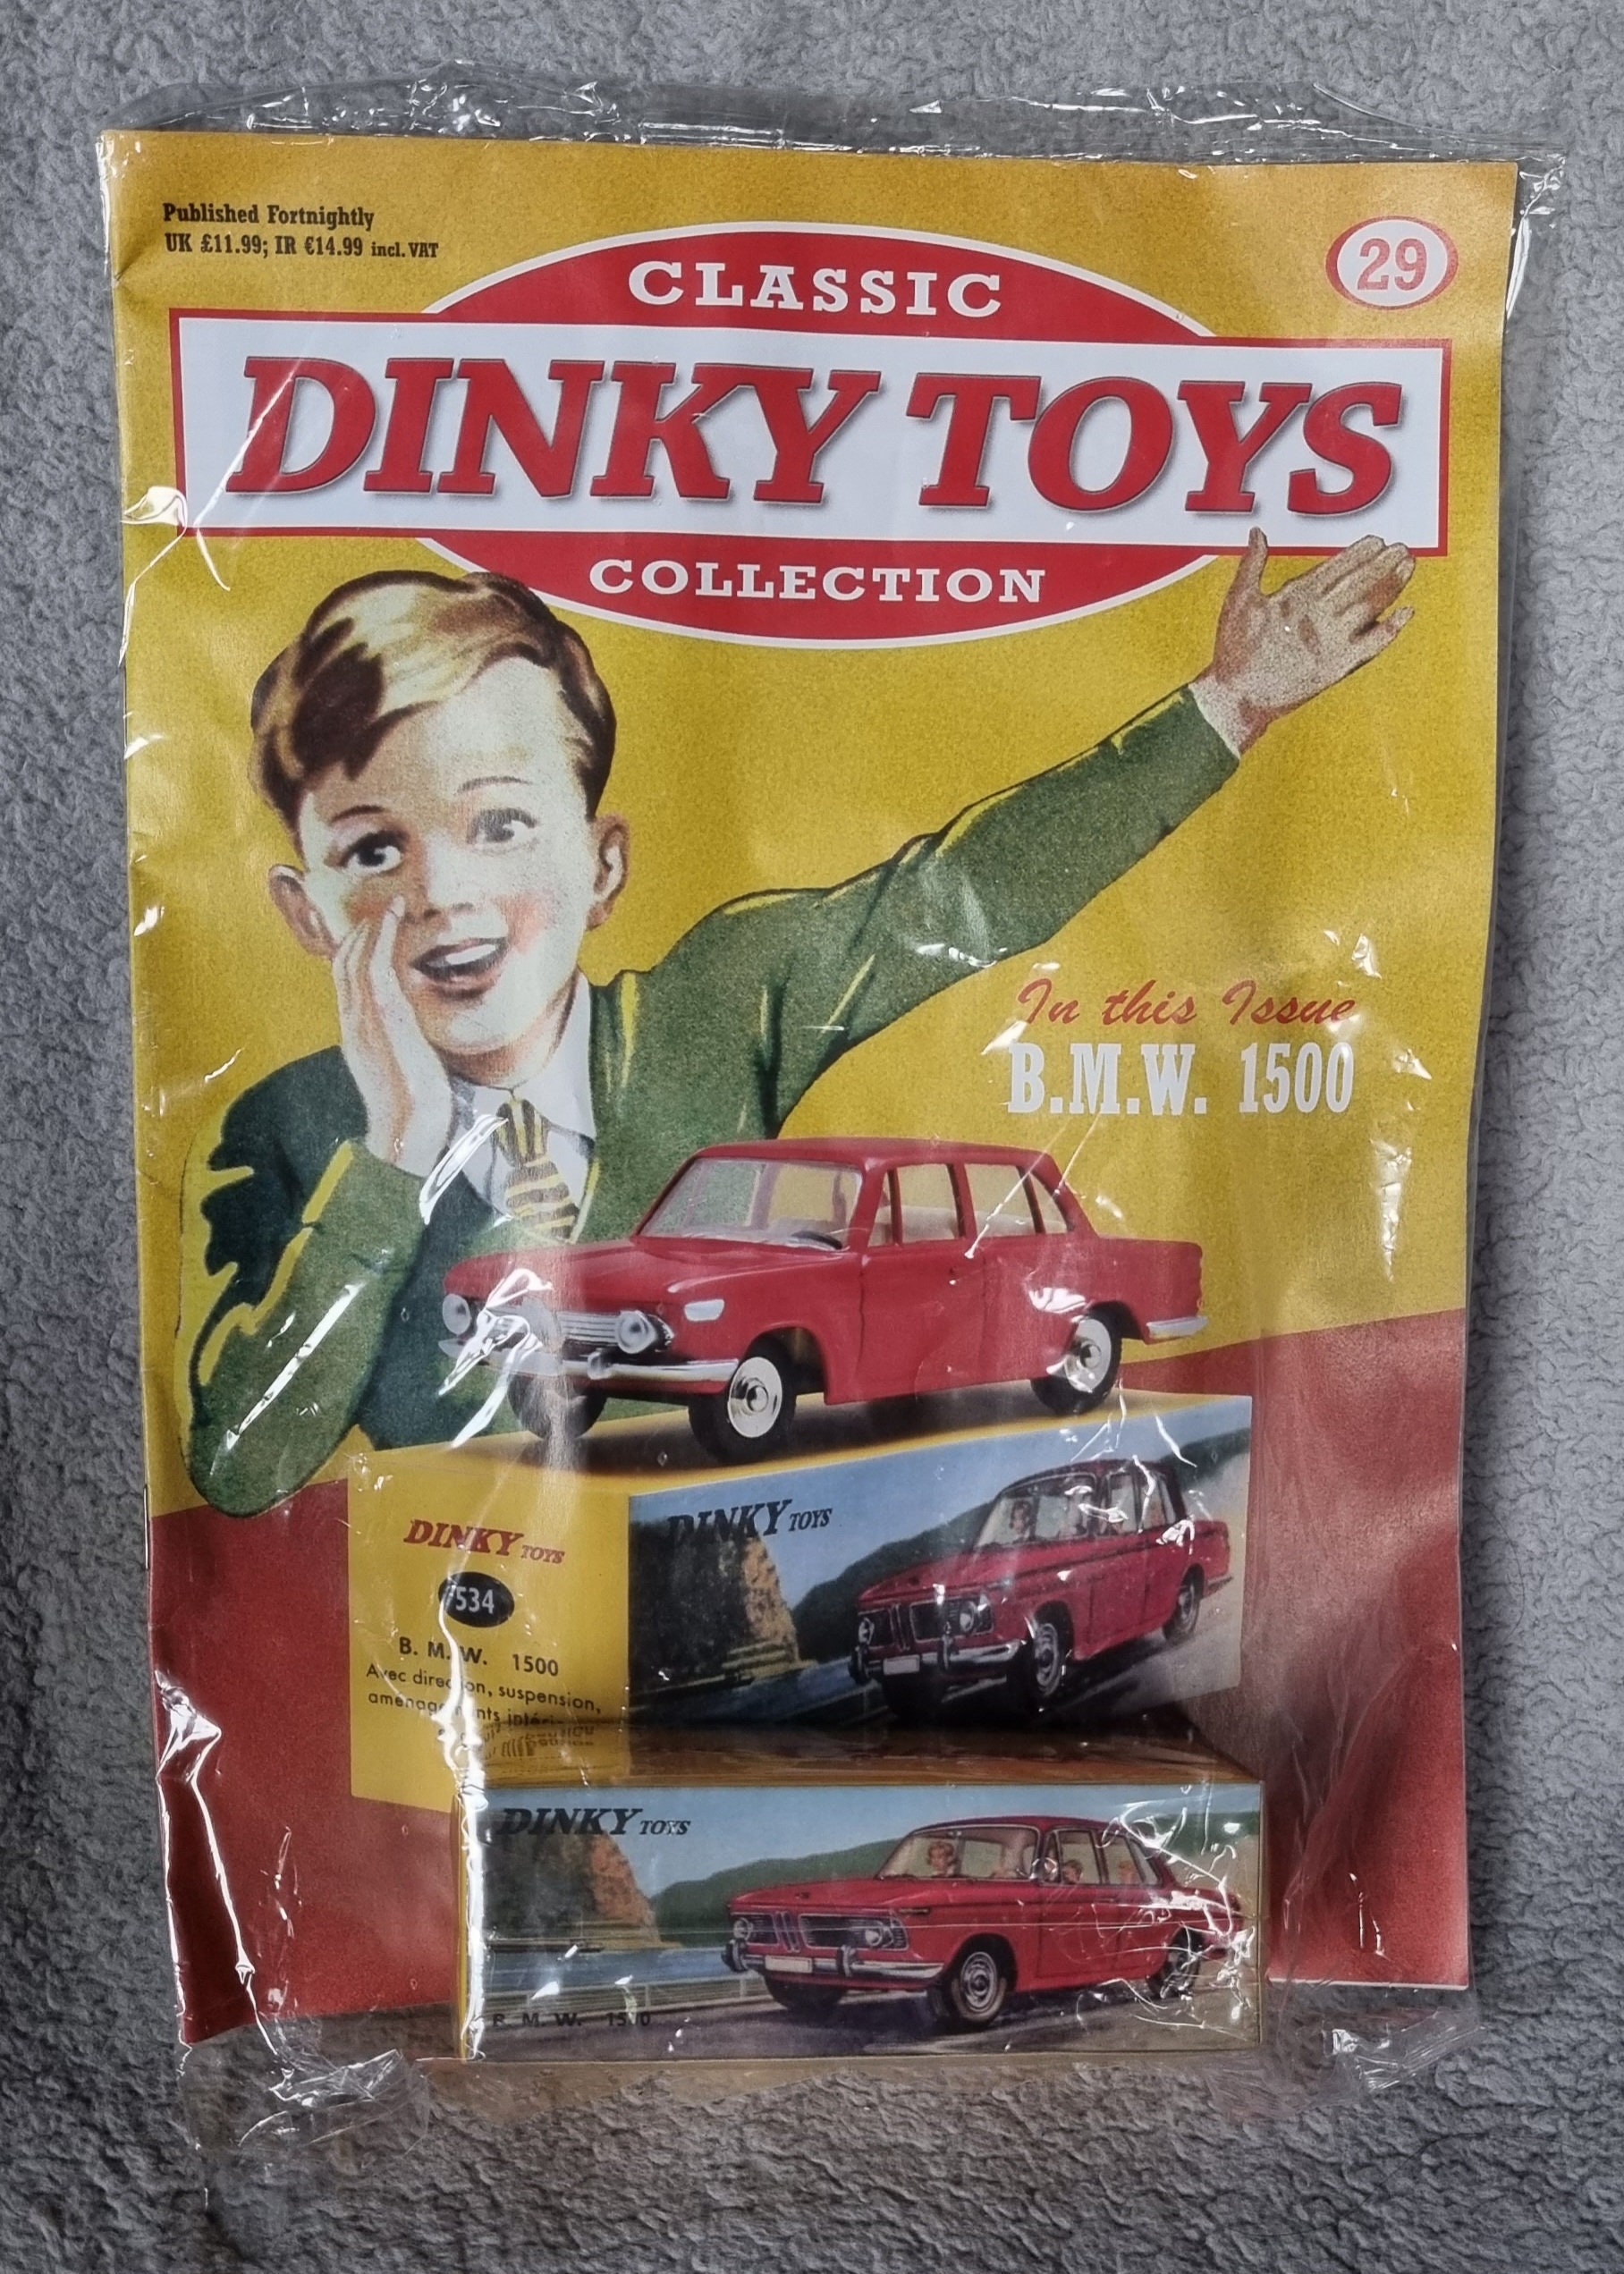 Published Fortnightly
UK £11.99; IR €14.99 incl. VAT
29
CLASSIC
DINKY TOYS
COLLECTION
In this Issue
B.M.W. 1500
DINKY TOYS
534
B. M. W. 1500
Avec direction, suspension,
DINKY TOYS
DINKY TOYS
B. M. W. 1500